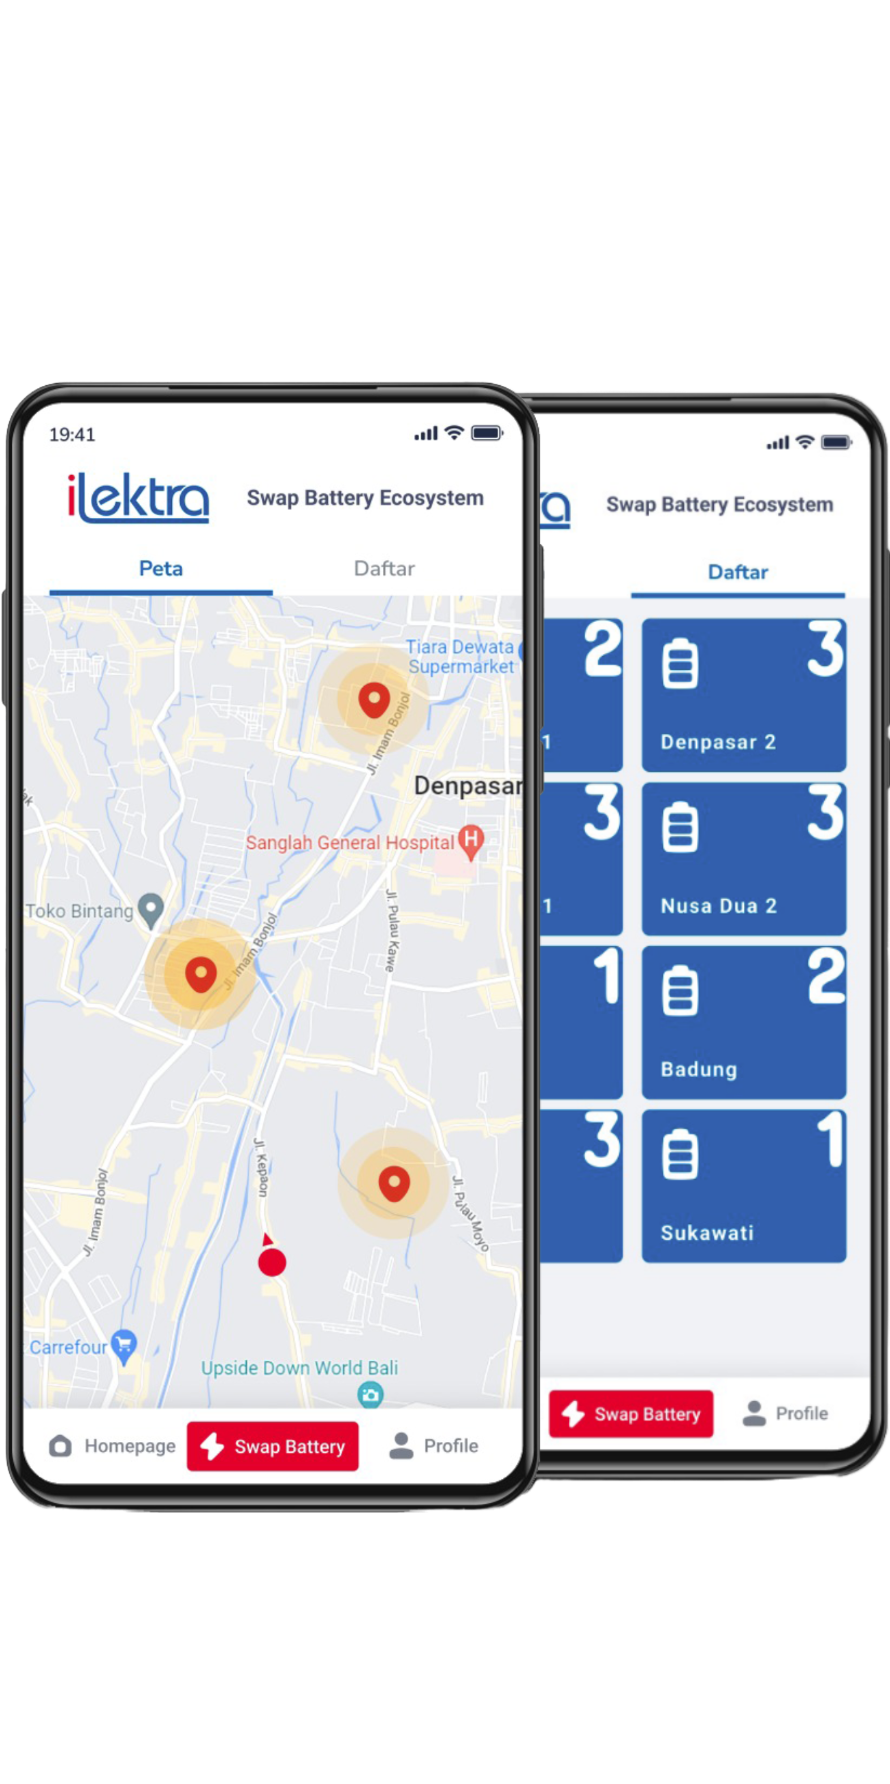 19:41
ilektra
Swap Battery Ecosystem
Peta
Daftar
Tiara Dewata
Supermarket
Jl. Imam Bonjol
Denpasar
Sanglah General Hospital
H
Toko Bintang
Jl. Pulau Kawe
Jl. Imam Bonjol
Jl. Kepaon
Jl. Imam Bonjol
Jl. Pulau Moyo
Carrefour
Upside Down World Bali
Homepage
Swap Battery
Profile
ra
Swap Battery Ecosystem
Daftar
2
1
3
Denpasar 2
3
1
3
Nusa Dua 2
1
2
Badung
3
1
Sukawati
Swap Battery
Profile